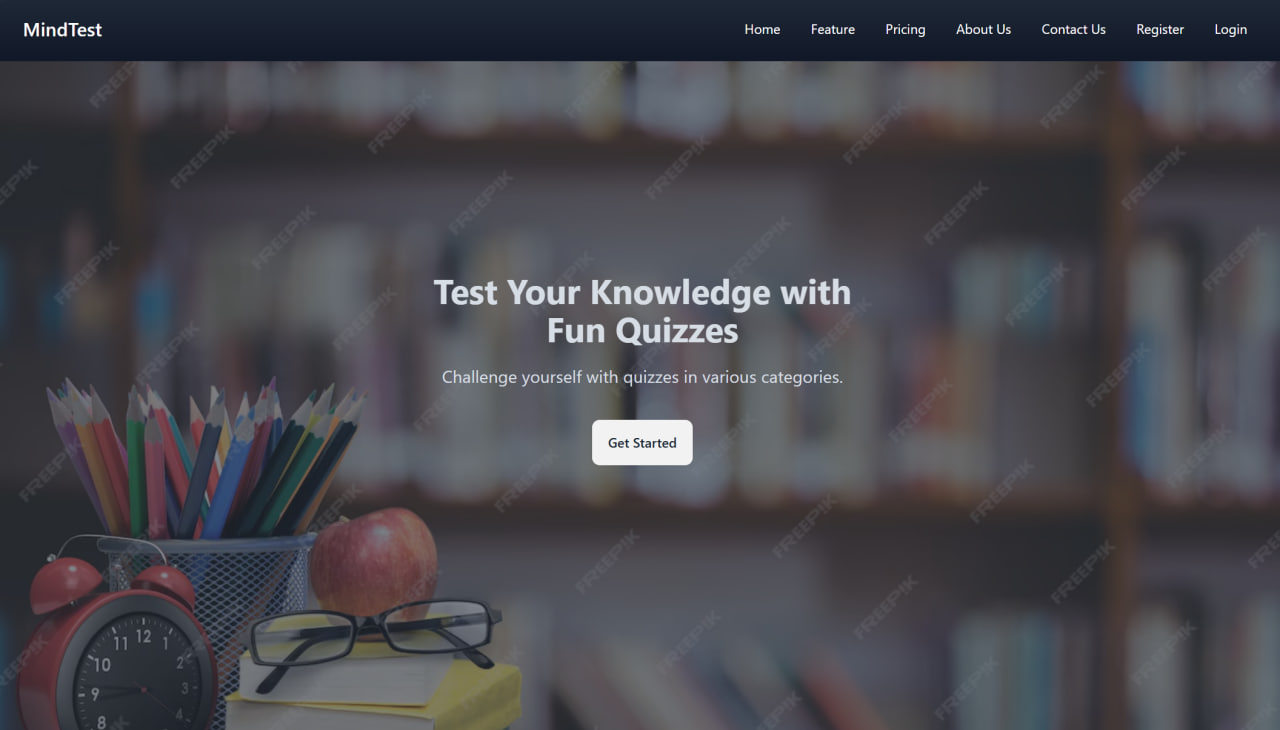 MindTest
Home Feature Pricing About Us Contact Us Register Login
Test Your Knowledge with
Fun Quizzes
Challenge yourself with quizzes in various categories.
Get Started
FREEPIK
12
11
1
10
2
9
3
8
4